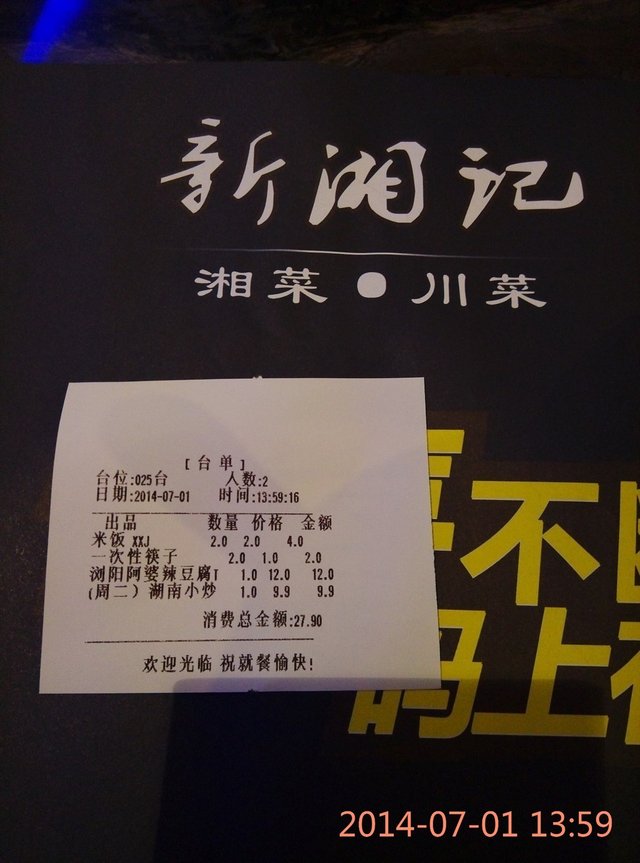 新湘记
湘菜●川菜
[台单]
台位:025台 人数:2
日期:2014-07-01 时间:13:59:16
出品 数量 价格 金额
米饭 XXJ 2.0 2.0 4.0
一次性筷子 2.0 1.0 2.0
浏阳阿婆辣豆腐T 1.0 12.0 12.0
(周二)湖南小炒 1.0 9.9 9.9
消费总金额:27.90
欢迎光临 祝就餐愉快!
不
码上
2014-07-01 13:59